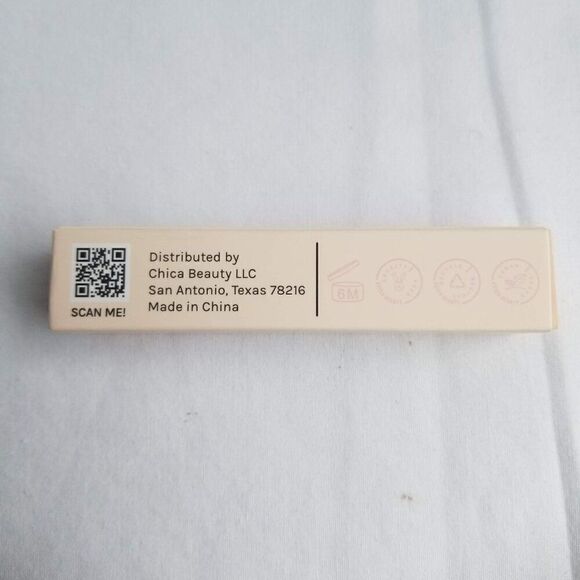 SCAN ME!
Distributed by
Chica Beauty LLC
San Antonio, Texas 78216
Made in China
6M